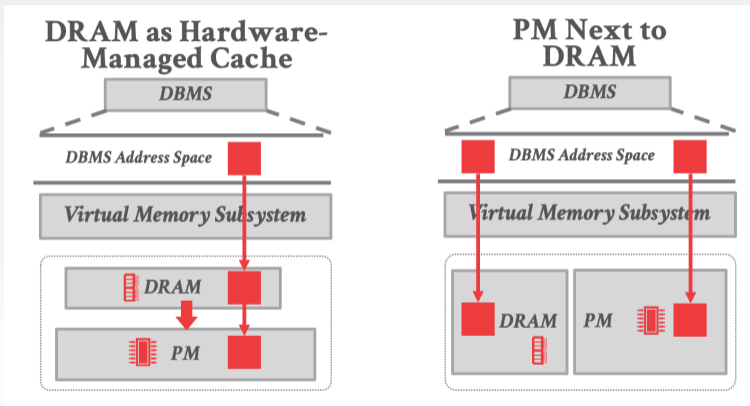 DRAM as Hardware-
Managed Cache
DBMS
DBMS Address Space
Virtual Memory Subsystem
DRAM
PM
PM Next to
DRAM
DBMS
DBMS Address Space
Virtual Memory Subsystem
DRAM
PM